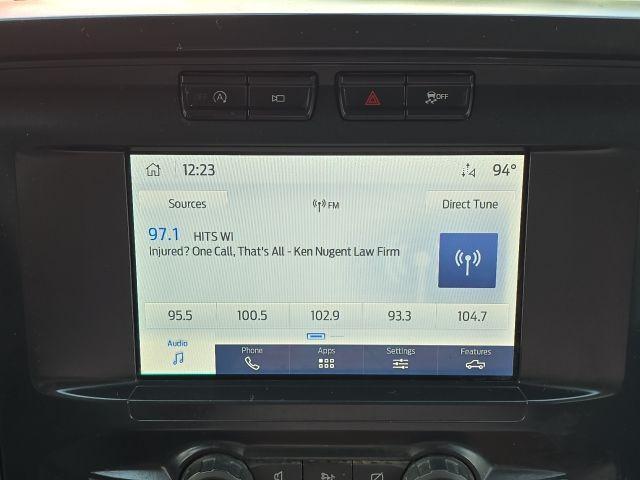 OFF A
OFF
12:23 94°
Sources FM Direct Tune
97.1 HITS WI
Injured? One Call, That's All - Ken Nugent Law Firm
95.5 100.5 102.9 93.3 104.7
Audio Phone Apps Settings Features